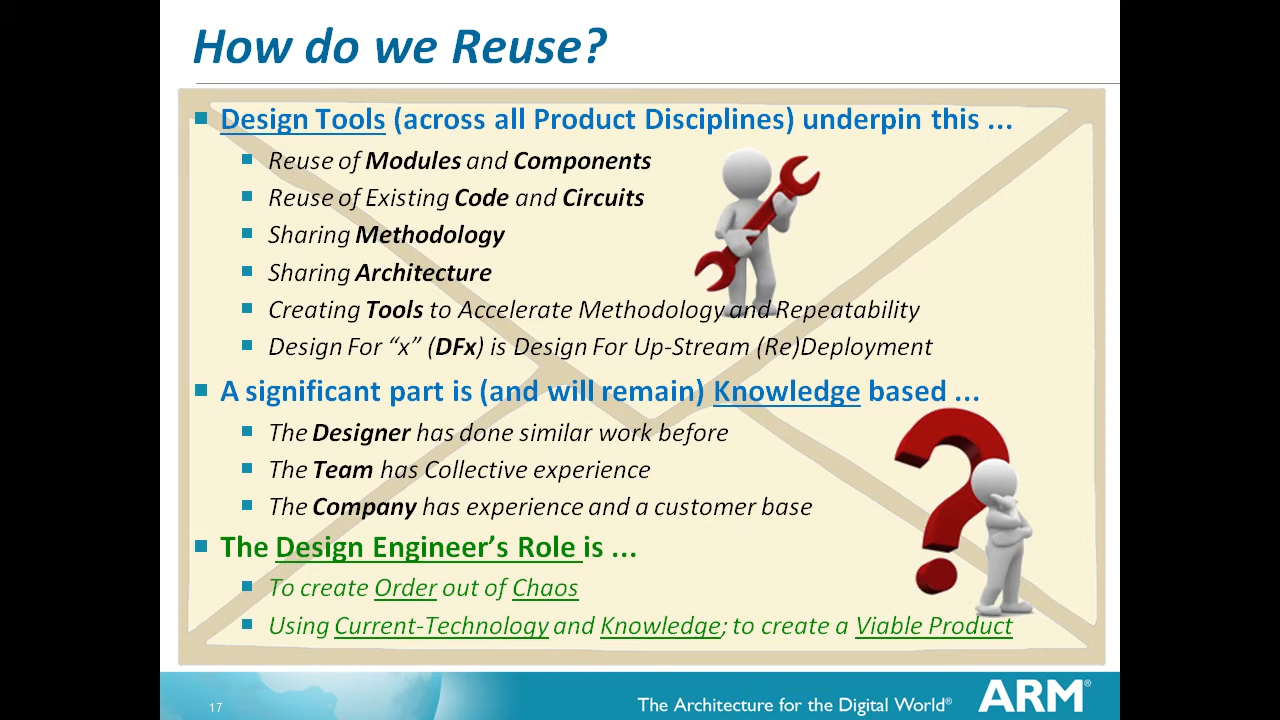 How do we Reuse?
Design Tools (across all Product Disciplines) underpin this ...
Reuse of Modules and Components
Reuse of Existing Code and Circuits
Sharing Methodology
Sharing Architecture
Creating Tools to Accelerate Methodology and Repeatability
Design For “x” (DFx) is Design For Up-Stream (Re)Deployment
A significant part is (and will remain) Knowledge based ...
The Designer has done similar work before
The Team has Collective experience
The Company has experience and a customer base
The Design Engineer’s Role is ...
To create Order out of Chaos
Using Current-Technology and Knowledge; to create a Viable Product
17
The Architecture for the Digital World®
ARM®